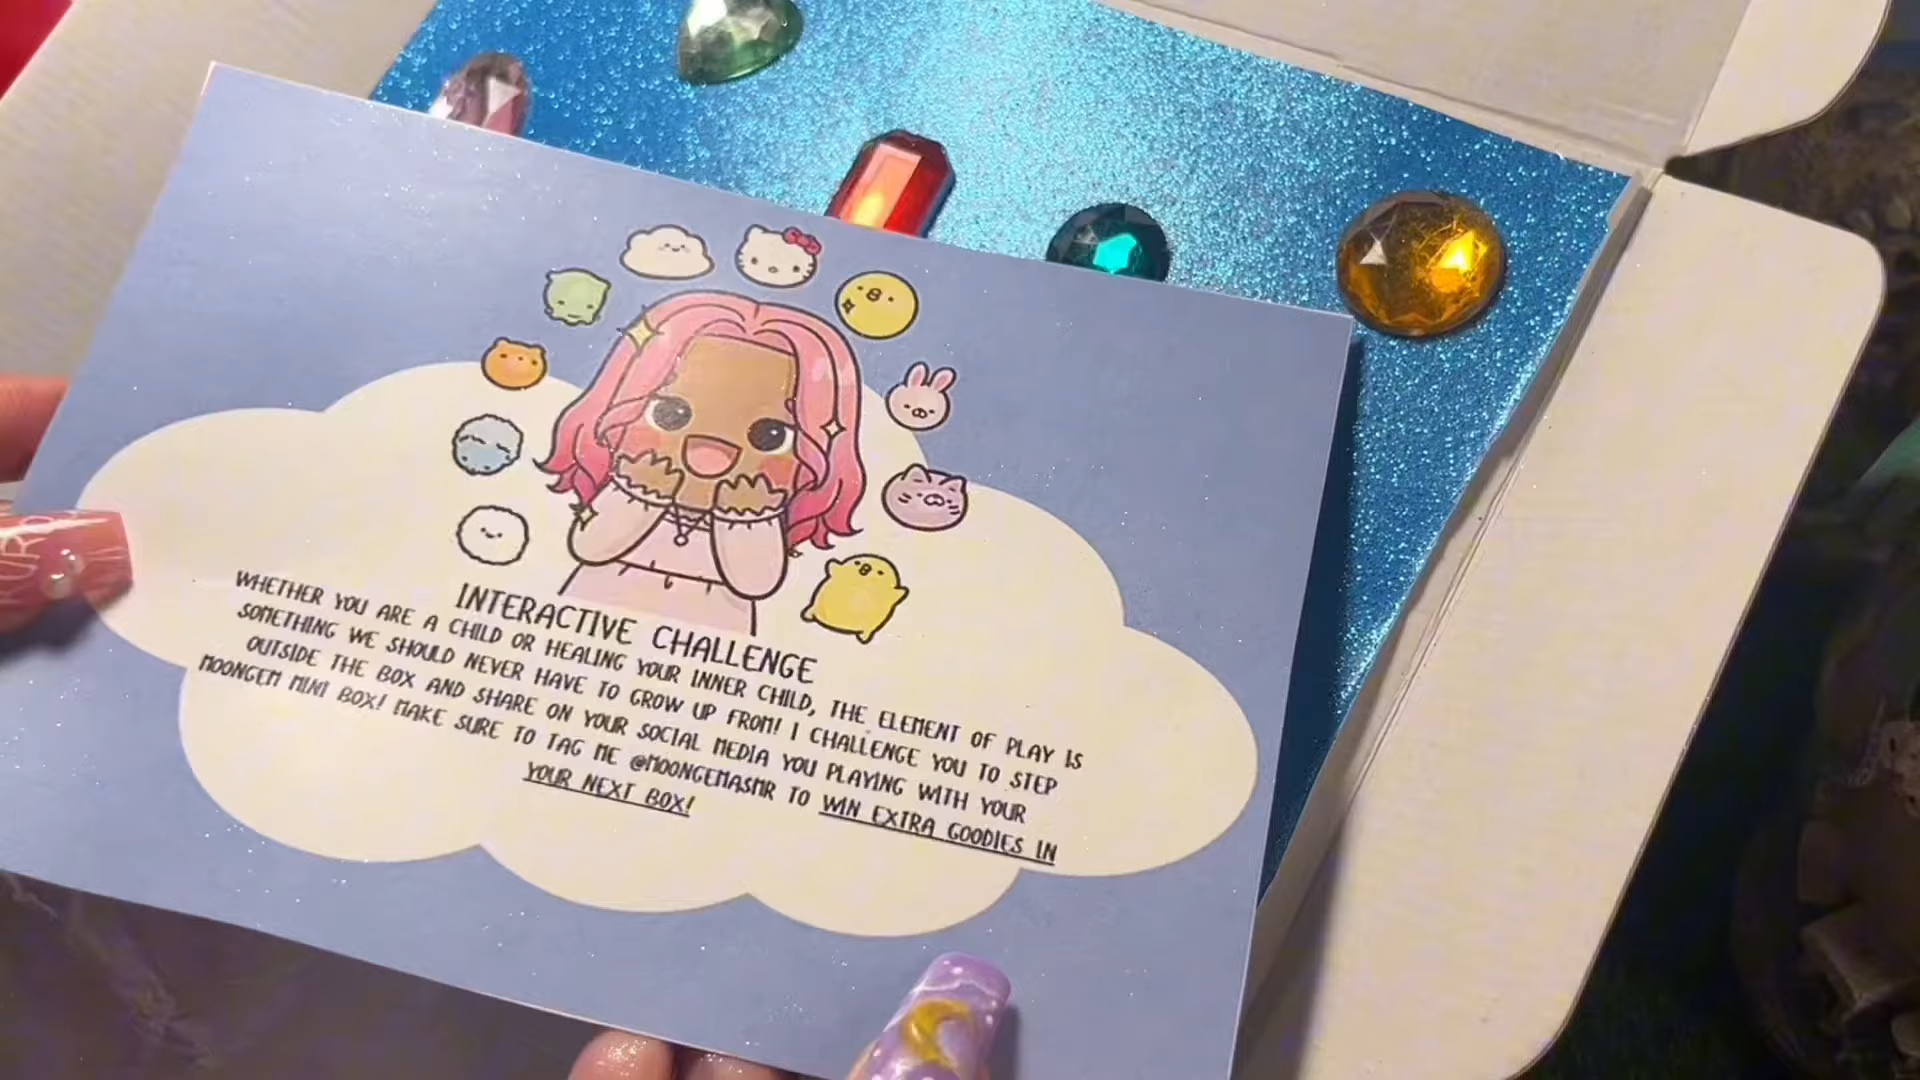 INTERACTIVE CHALLENGE
WHETHER YOU ARE A CHILD OR HEALING YOUR INNER CHILD, THE ELEMENT OF PLAY IS
SOMETHING WE SHOULD NEVER HAVE TO GROW UP FROM! I CHALLENGE YOU TO STEP
OUTSIDE THE BOX AND SHARE ON YOUR SOCIAL MEDIA YOU PLAYING WITH YOUR
MOONGEM MINI BOX! MAKE SURE TO TAG ME @MOONGEMASMR TO WIN EXTRA GOODIES IN
YOUR NEXT BOX!